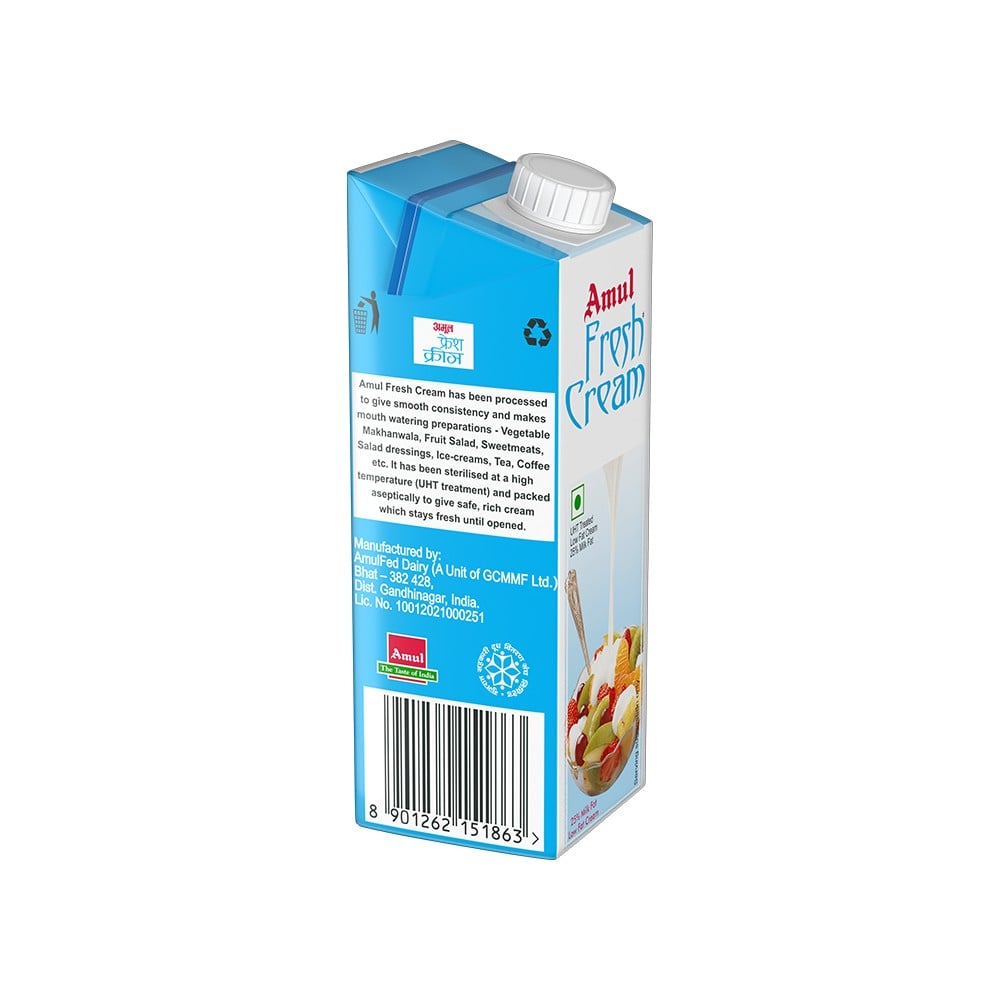 अमूल
फ्रेश
क्रीम
Amul Fresh Cream has been processed
to give smooth consistency and makes
mouth watering preparations - Vegetable
Makhanwala, Fruit Salad, Sweetmeats,
Salad dressings, Ice-creams, Tea, Coffee
etc. It has been sterilised at a high
temperature (UHT treatment) and packed
aseptically to give safe, rich cream
which stays fresh until opened.
Manufactured by:
AmulFed Dairy (A Unit of GCMMF Ltd.)
Bhat – 382 428,
Dist. Gandhinagar, India.
Lic. No. 10012021000251
Amul
The Taste of India
8 901262 151863 >
Amul
Fresh
Cream
UHT Treated
Low Fat Cream
25% Milk Fat
25% Milk Fat
Low Fat Cream